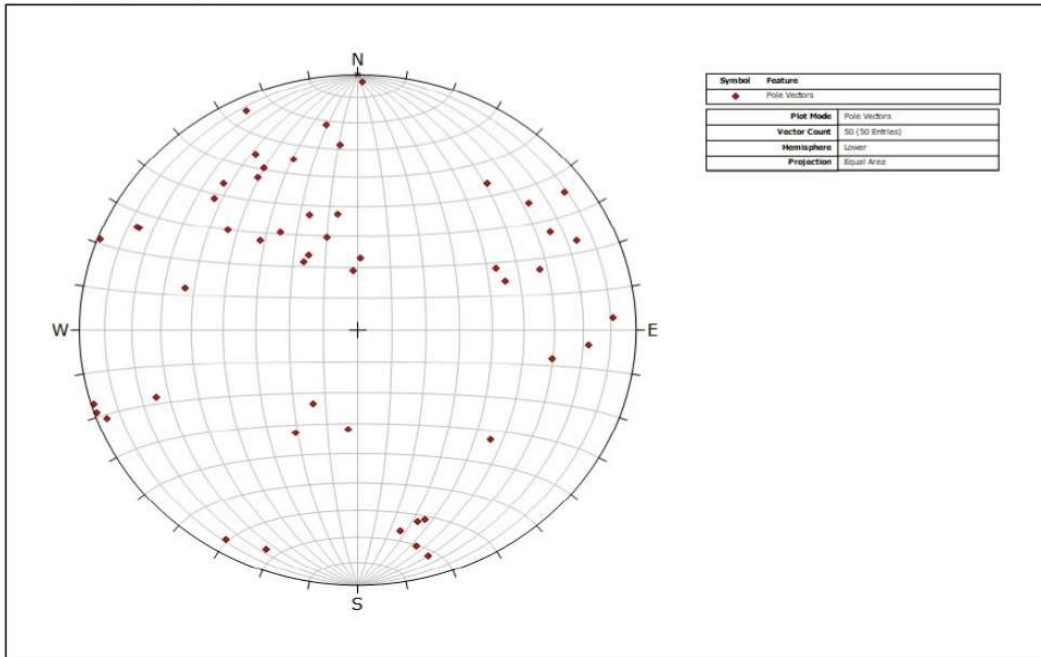 N
Symbol Feature
Pole Vectors
Plot Mode Pole Vectors
Vector Count 50 (50 Entries)
Hemisphere Lower
Projection Equal Area
W
E
S